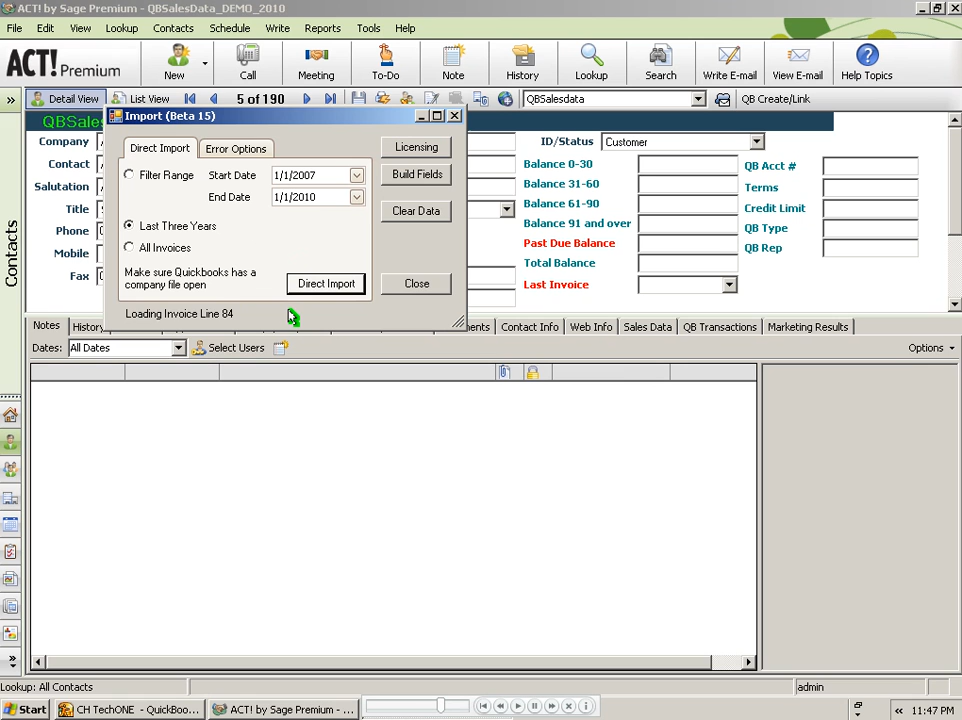 ACT! by Sage Premium - QBSalesData_DEMO_2010
File Edit View Lookup Contacts Schedule Write Reports Tools Help
ACT! Premium
New Call Meeting To-Do Note History Lookup Search Write E-mail View E-mail Help Topics
Detail View List View 5 of 190 QBSalesdata QB Create/Link
Import (Beta 15)
Direct Import Error Options
Filter Range Start Date 1/1/2007
End Date 1/1/2010
Last Three Years
All Invoices
Make sure Quickbooks has a
company file open
Direct Import
Loading Invoice Line 84
Licensing
Build Fields
Clear Data
Close
Contacts
QBSales
Company
Contact
Salutation
Title
Phone
Mobile
Fax
ID/Status Customer
Balance 0-30
Balance 31-60
Balance 61-90
Balance 91 and over
Past Due Balance
Total Balance
Last Invoice
QB Acct #
Terms
Credit Limit
QB Type
QB Rep
Notes History ments Contact Info Web Info Sales Data QB Transactions Marketing Results
Dates: All Dates Select Users Options
Lookup: All Contacts admin
Start CH TechONE - QuickBoo... ACT! by Sage Premium - ... 11:47 PM